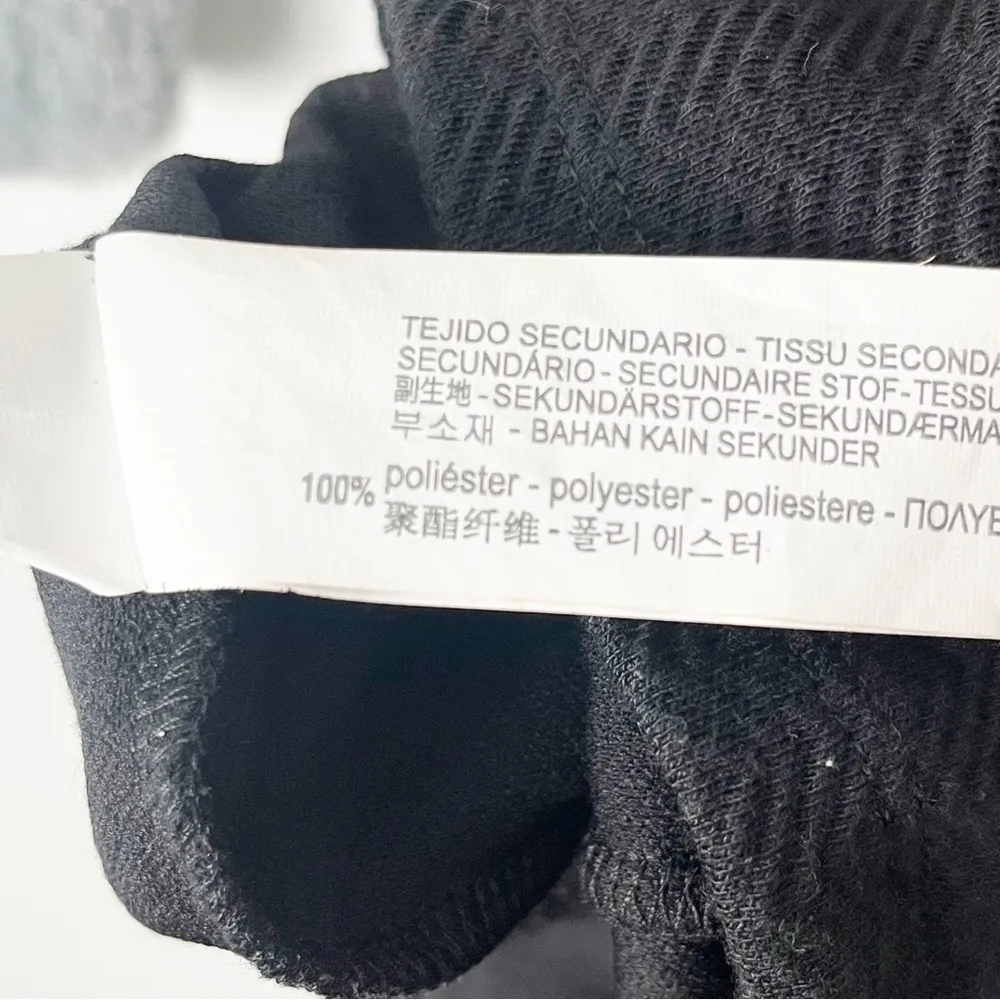 TEJIDO SECUNDARIO - TISSU SECONDA
SECUNDÁRIO - SECUNDAIRE STOF-TESSU
副生地 - SEKUNDÄRSTOFF-SEKUNDÆRMA
부소재 - BAHAN KAIN SEKUNDER
100% poliéster - polyester - poliestere - ΠΟΛΥΕ
聚酯纤维 - 폴리 에스터